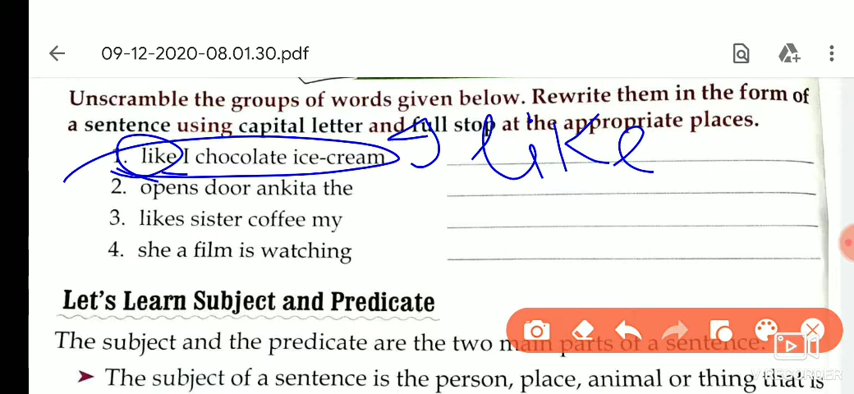 09-12-2020-08.01.30.pdf
Unscramble the groups of words given below. Rewrite them in the form of
a sentence using capital letter and full stop at the appropriate places.
1. like I chocolate ice-cream
like
2. opens door ankita the
3. likes sister coffee my
4. she a film is watching
Let's Learn Subject and Predicate
The subject and the predicate are the two main parts of a sentence.
VIDEORECORDER
➤ The subject of a sentence is the person, place, animal or thing that is